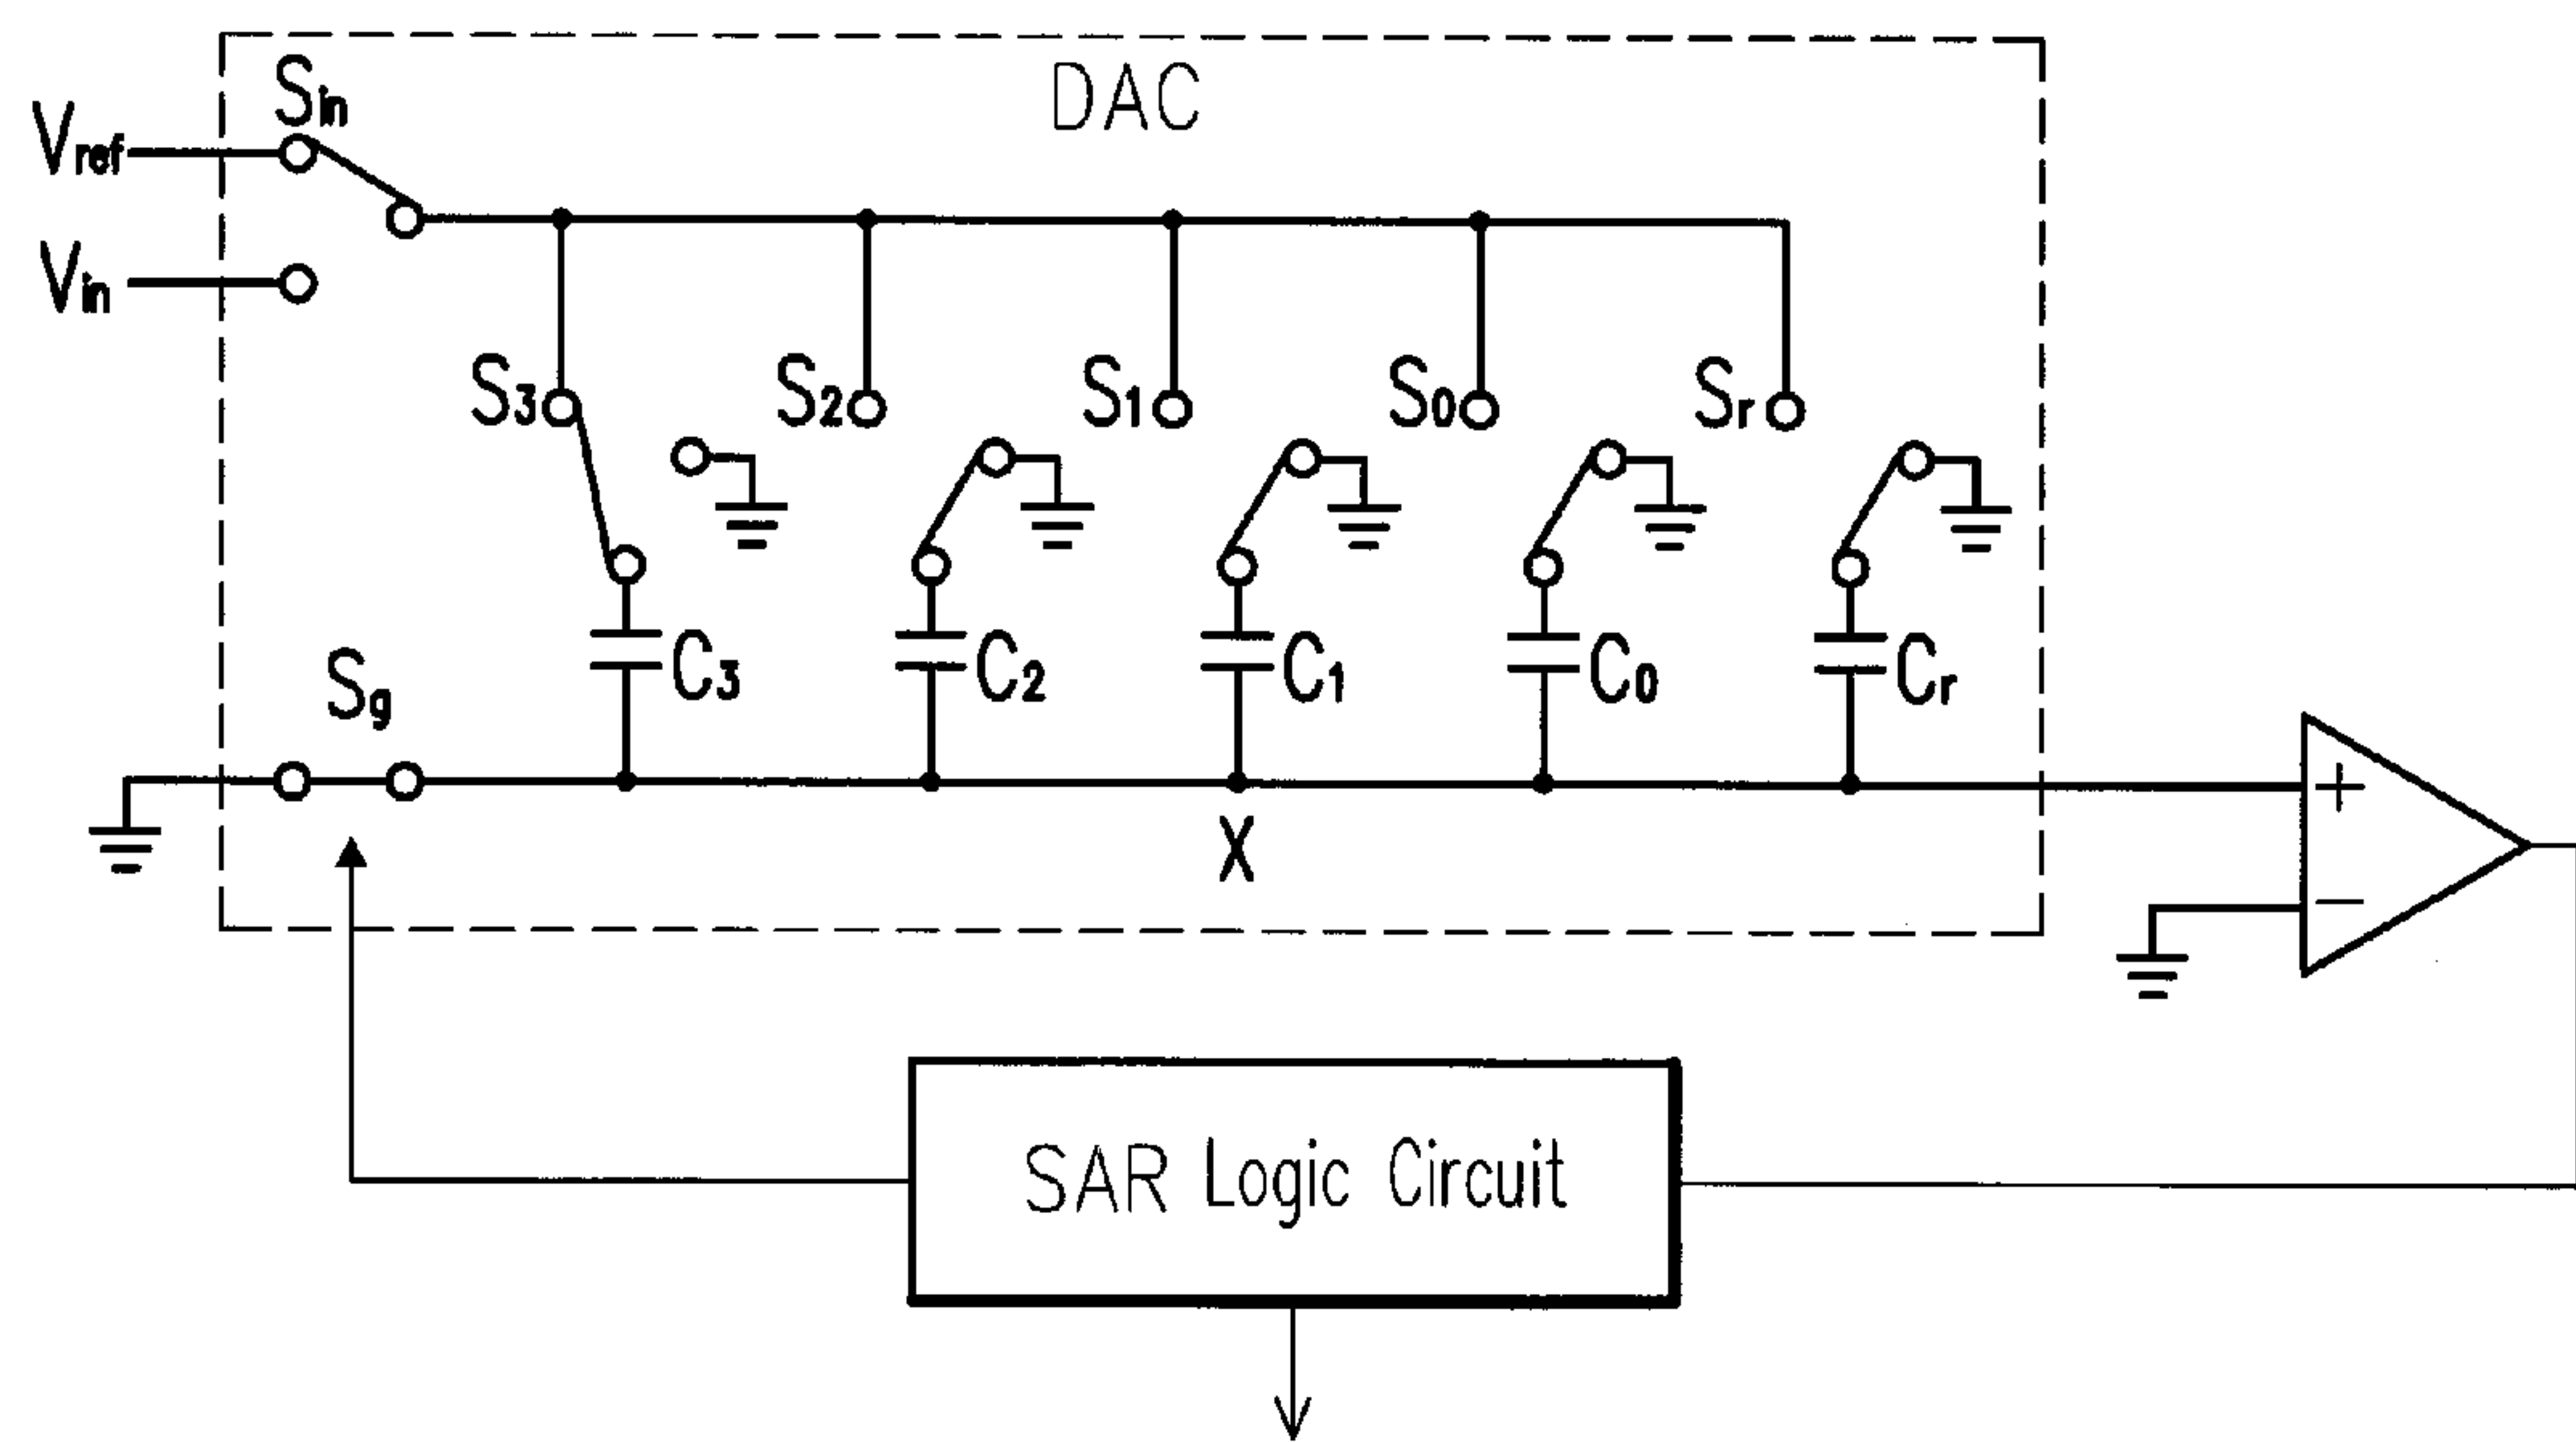 DAC
Sin
Vref
Vin
S3 S2 S1 S0 Sr
C3 C2 C1 C0 Cr
Sg
+
X
−
SAR Logic Circuit